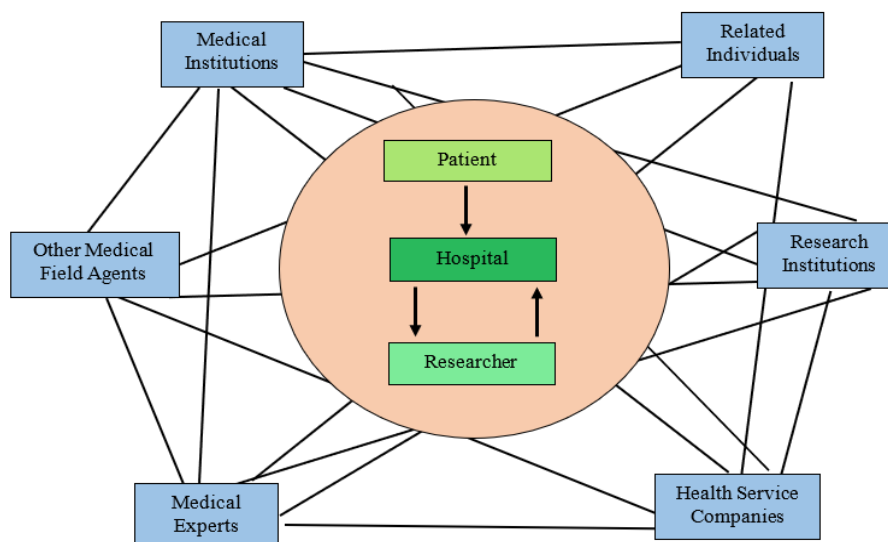 Medical
Institutions
Related
Individuals
Patient
Other Medical
Field Agents
Hospital
Research
Institutions
Researcher
Medical
Experts
Health Service
Companies